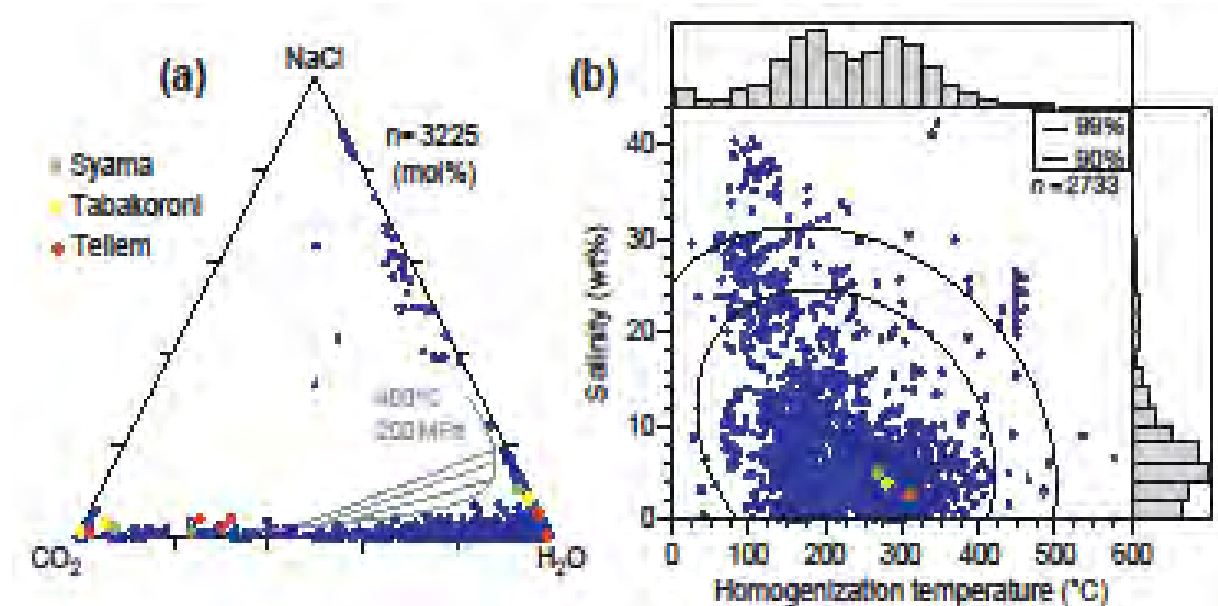 (a)
NaCl
n= 3225
(mol%)
Syama
Tabakoroni
Tellem
400°C
200 MPa
CO2
H2O
(b)
99%
90%
n =2733
Salinity (wt%)
40
30
20
10
0
0 100 200 300 400 500 600
Homogenization temperature (°C)